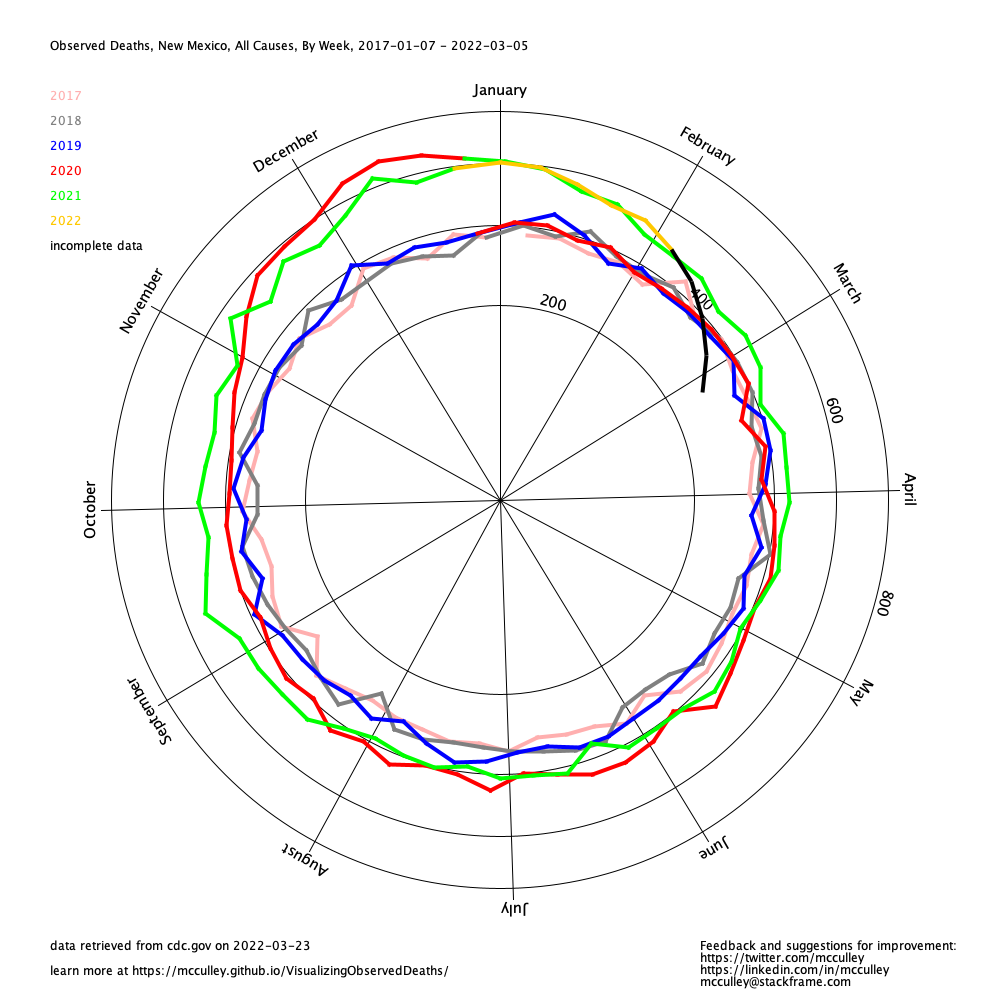 Observed Deaths, New Mexico, All Causes, By Week, 2017-01-07 - 2022-03-05
January
2017
2018
2019
2020
2021
2022
incomplete data
December
February
November
March
200
400
600
October
April
800
September
May
August
June
July
data retrieved from cdc.gov on 2022-03-23
learn more at https://mcculley.github.io/VisualizingObservedDeaths/
Feedback and suggestions for improvement:
https://twitter.com/mcculley
https://linkedin.com/in/mcculley
mcculley@stackframe.com